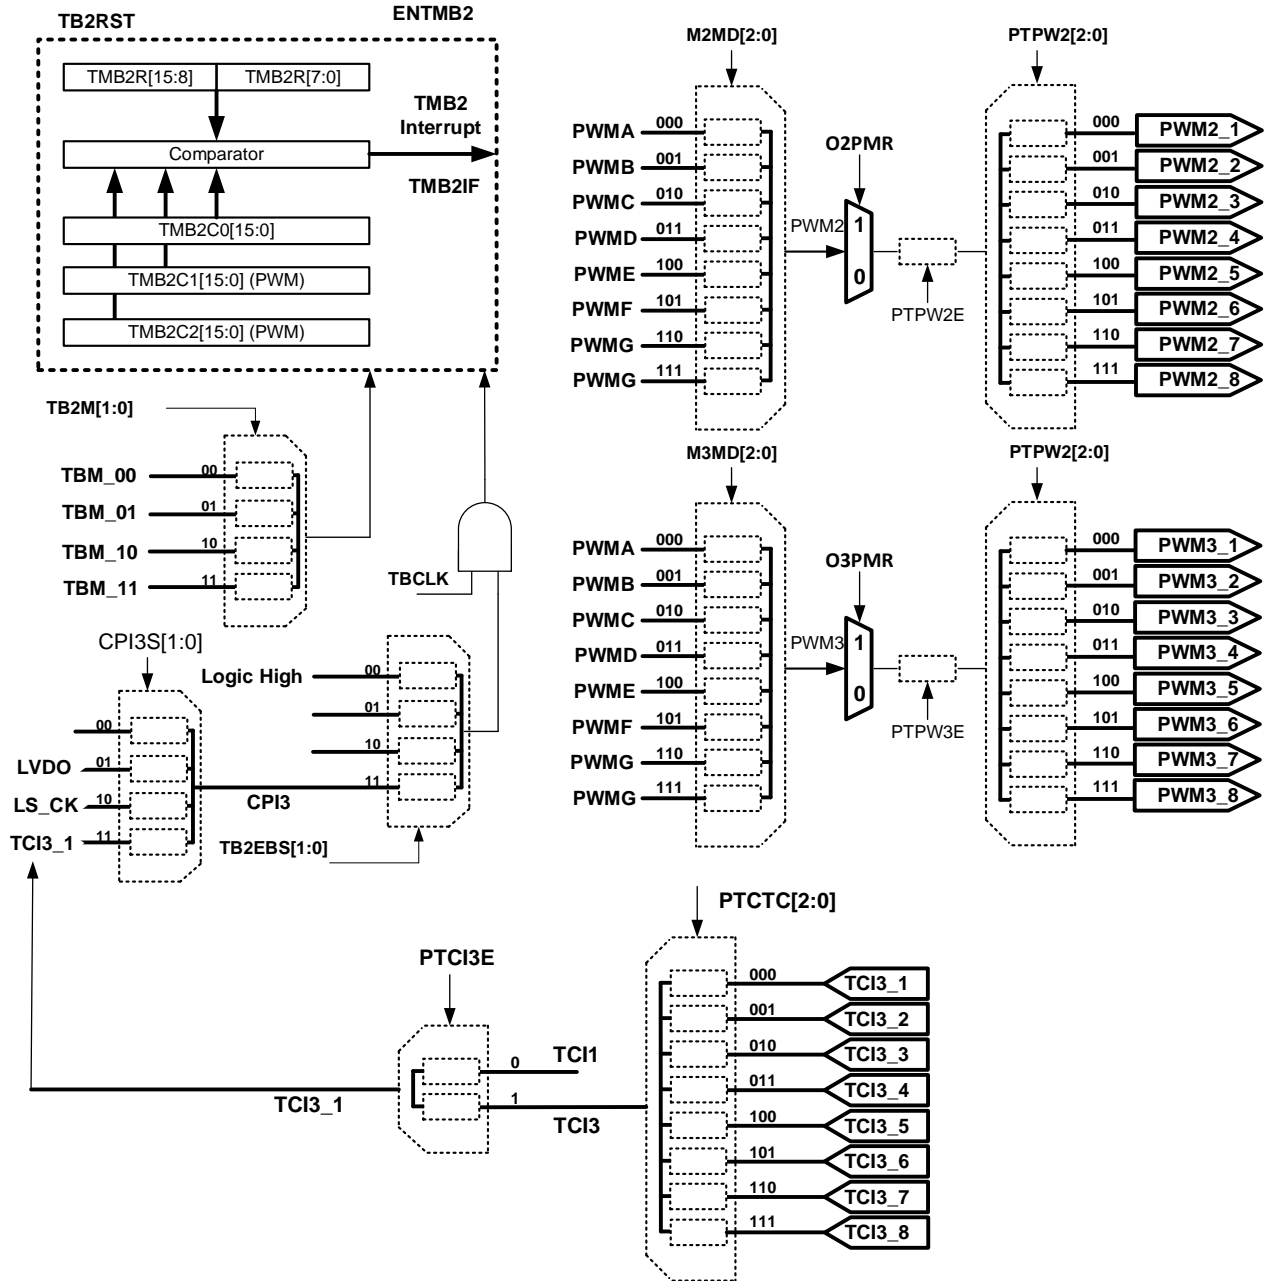 TB2RST
ENTMB2
TMB2R[15:8]
TMB2R[7:0]
TMB2
Interrupt
Comparator
TMB2IF
TMB2C0[15:0]
TMB2C1[15:0] (PWM)
TMB2C2[15:0] (PWM)
TB2M[1:0]
TBM_00
00
TBM_01
01
TBM_10
10
TBM_11
11
TBCLK
CPI3S[1:0]
00
LVDO
01
LS_CK
10
TCI3_1
11
CPI3
Logic High
00
01
10
11
TB2EBS[1:0]
M2MD[2:0]
PWMA
000
PWMB
001
PWMC
010
PWMD
011
PWME
100
PWMF
101
PWMG
110
PWMG
111
PWM2
O2PMR
1
0
PTPW2E
PTPW2[2:0]
000
PWM2_1
001
PWM2_2
010
PWM2_3
011
PWM2_4
100
PWM2_5
101
PWM2_6
110
PWM2_7
111
PWM2_8
M3MD[2:0]
PWMA
000
PWMB
001
PWMC
010
PWMD
011
PWME
100
PWMF
101
PWMG
110
PWMG
111
PWM3
O3PMR
1
0
PTPW3E
PTPW2[2:0]
000
PWM3_1
001
PWM3_2
010
PWM3_3
011
PWM3_4
100
PWM3_5
101
PWM3_6
110
PWM3_7
111
PWM3_8
PTCTC[2:0]
PTCI3E
TCI3_1
0
TCI1
1
TCI3
000
TCI3_1
001
TCI3_2
010
TCI3_3
011
TCI3_4
100
TCI3_5
101
TCI3_6
110
TCI3_7
111
TCI3_8